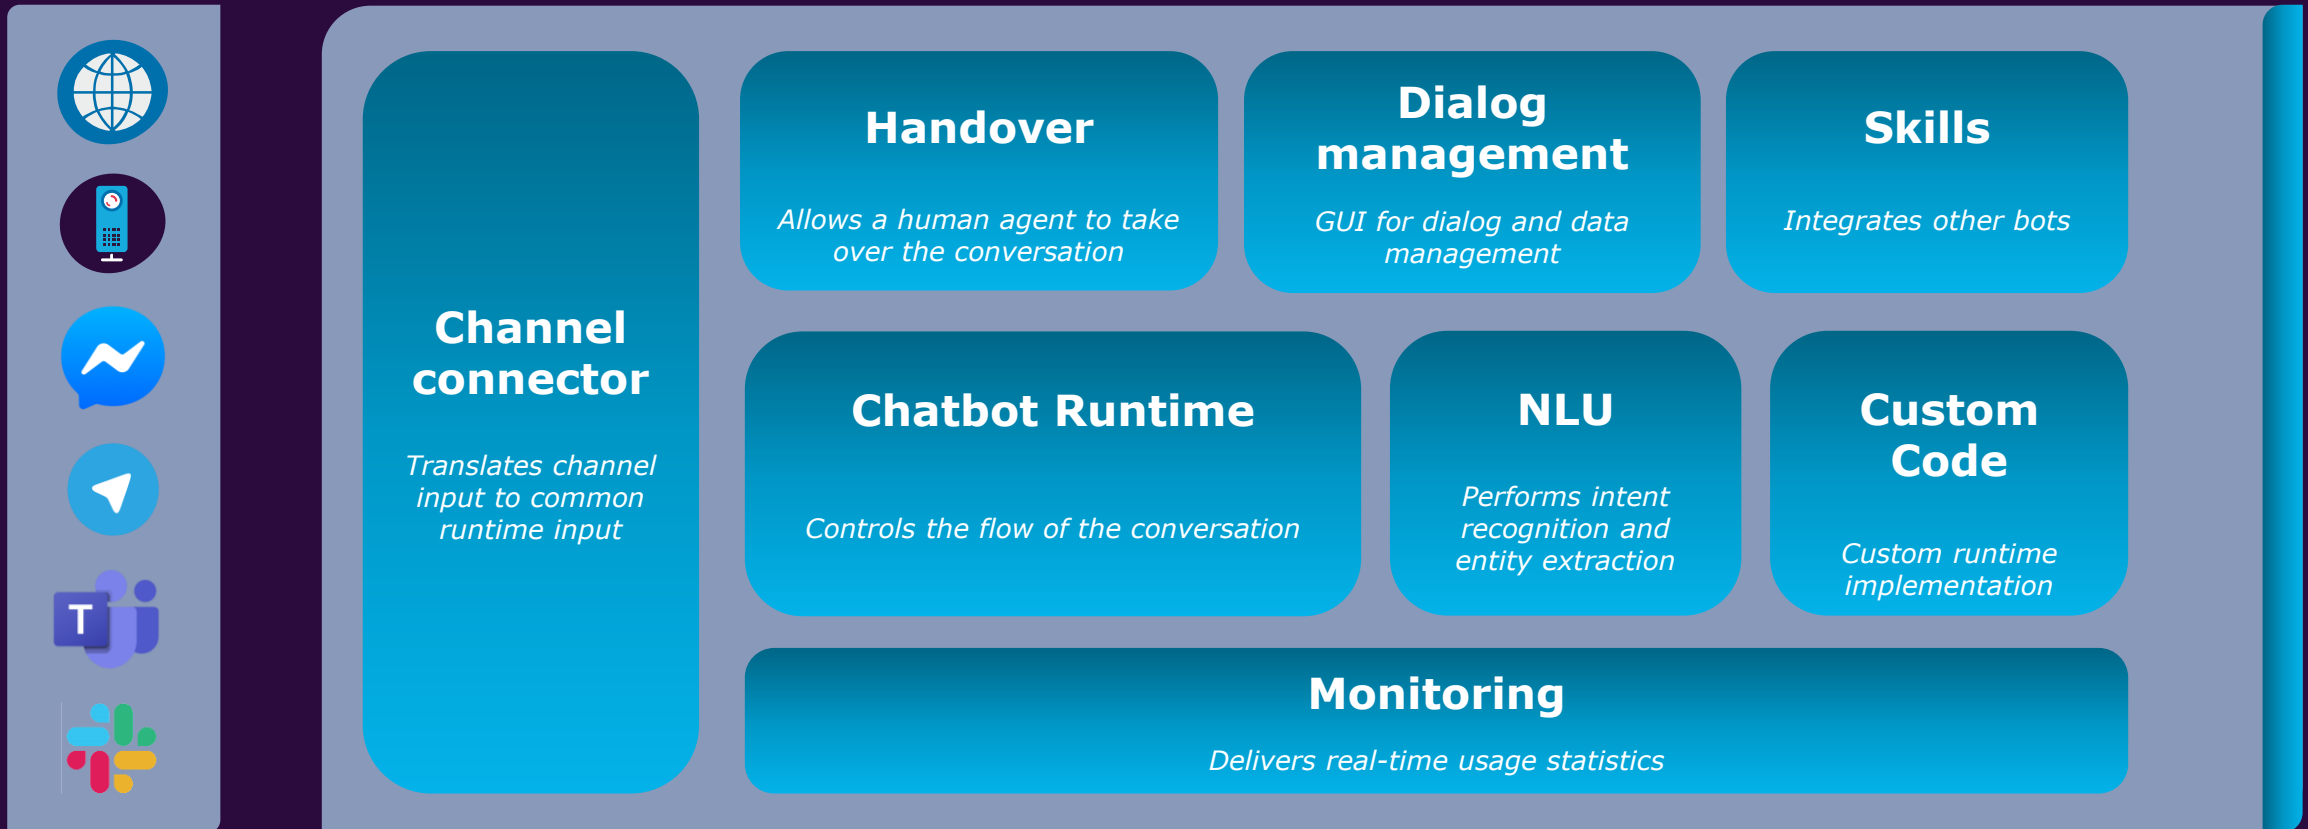 Channel
connector
Translates channel
input to common
runtime input
Handover
Allows a human agent to take
over the conversation
Dialog
management
GUI for dialog and data
management
Skills
Integrates other bots
Chatbot Runtime
Controls the flow of the conversation
NLU
Performs intent
recognition and
entity extraction
Custom
Code
Custom runtime
implementation
Monitoring
Delivers real-time usage statistics
T